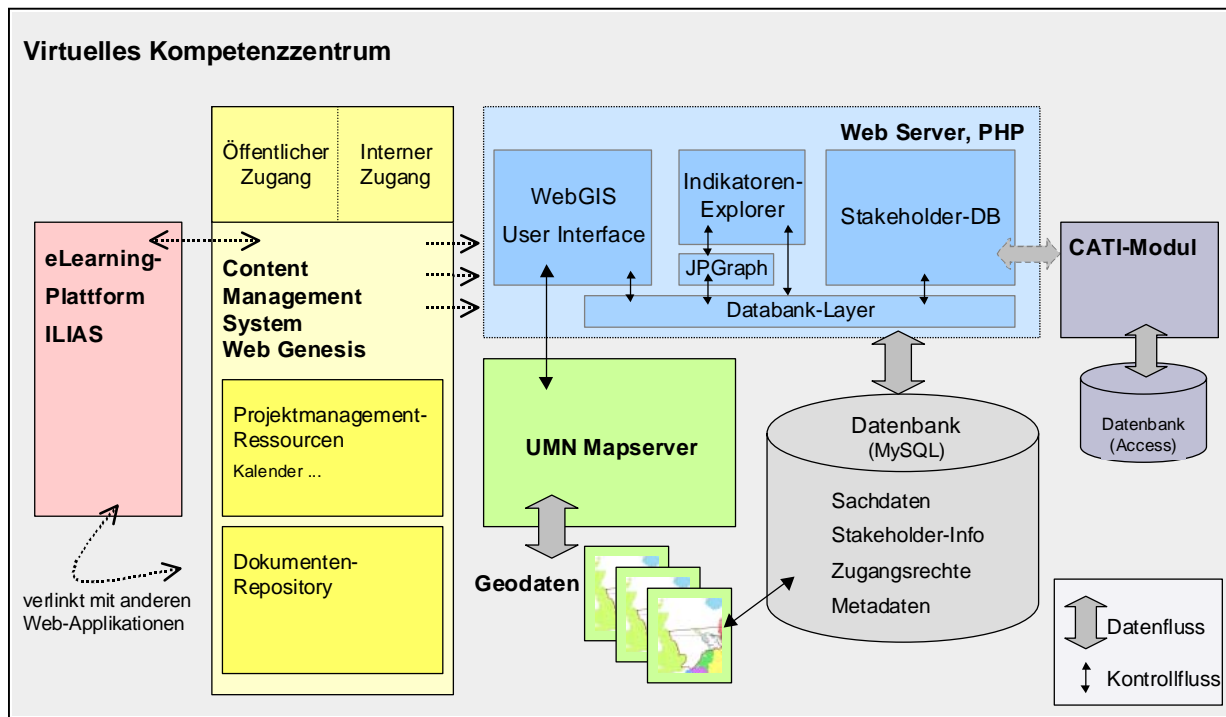 Virtuelles Kompetenzzentrum
eLearning-
Plattform
ILIAS
verlinkt mit anderen
Web-Applikationen
Öffentlicher
Zugang
Interner
Zugang
Content
Management
System
Web Genesis
Projektmanagement-
Ressourcen
Kalender ...
Dokumenten-
Repository
Web Server, PHP
WebGIS
User Interface
Indikatoren-
Explorer
JPGraph
Stakeholder-DB
Databank-Layer
UMN Mapserver
Geodaten
Datenbank
(MySQL)
Sachdaten
Stakeholder-Info
Zugangsrechte
Metadaten
CATI-Modul
Datenbank
(Access)
Datenfluss
Kontrollfluss